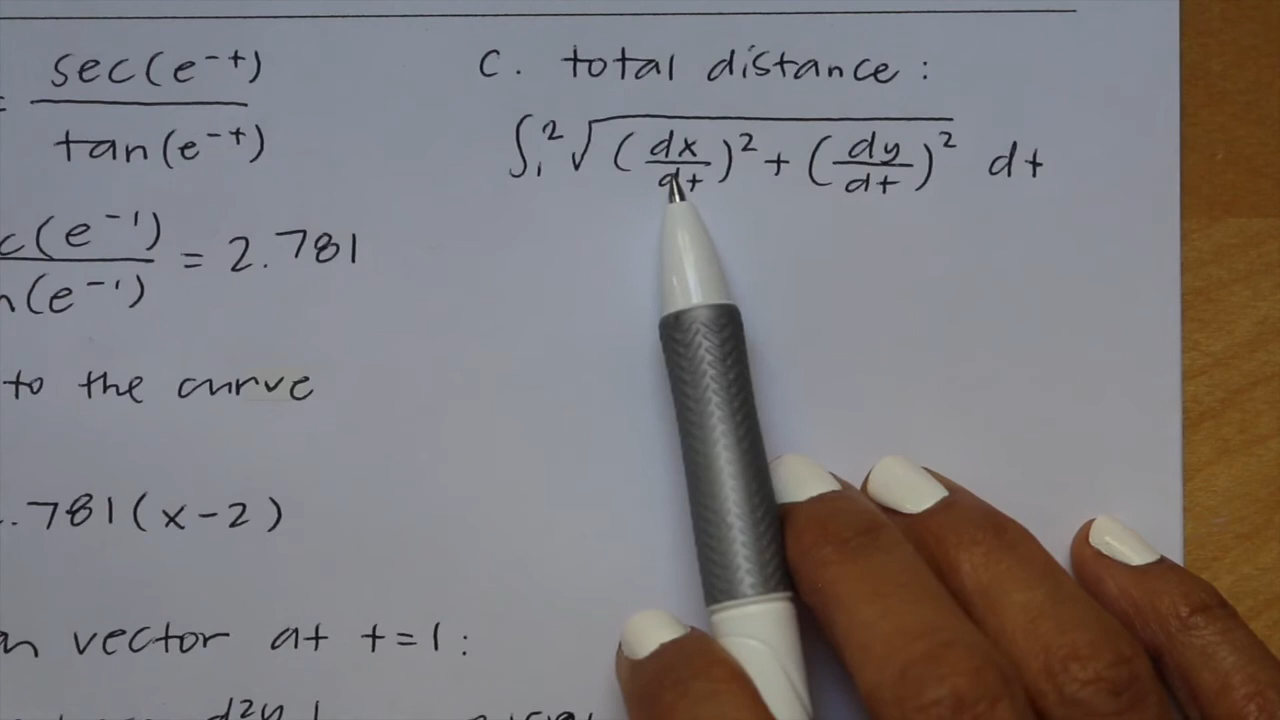 = sec(e^-t) / tan(e^-t)
c(e^-1) / n(e^-1) = 2.781
to the curve
.781(x-2)
n vector at t=1:
d²y
C. total distance:
∫₁² √((dx/dt)² + (dy/dt)²) dt